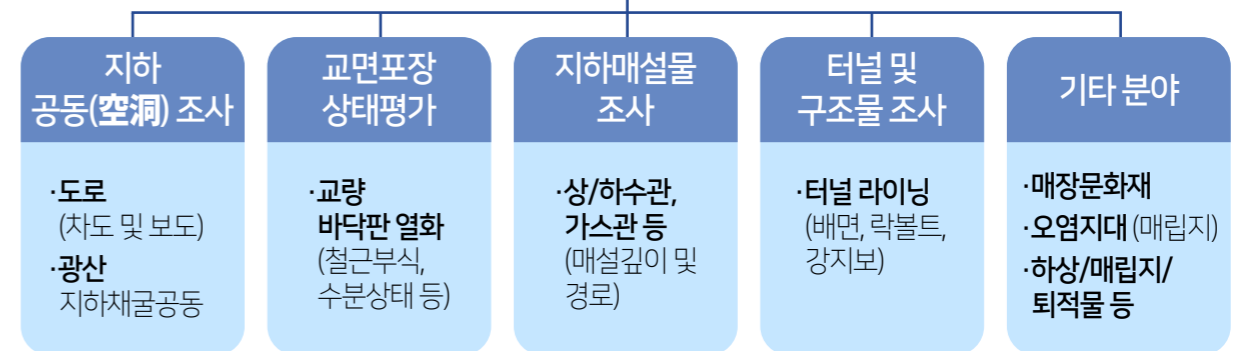 지하
공동(空洞) 조사
·도로
(차도 및 보도)
·광산
지하채굴공동
교면포장
상태평가
·교량
바닥판 열화
(철근부식,
수분상태 등)
지하매설물
조사
·상/하수관,
가스관 등
(매설깊이 및
경로)
터널 및
구조물 조사
·터널 라이닝
(배면, 락볼트,
강지보)
기타 분야
·매장문화재
·오염지대 (매립지)
·하상/매립지/
퇴적물 등